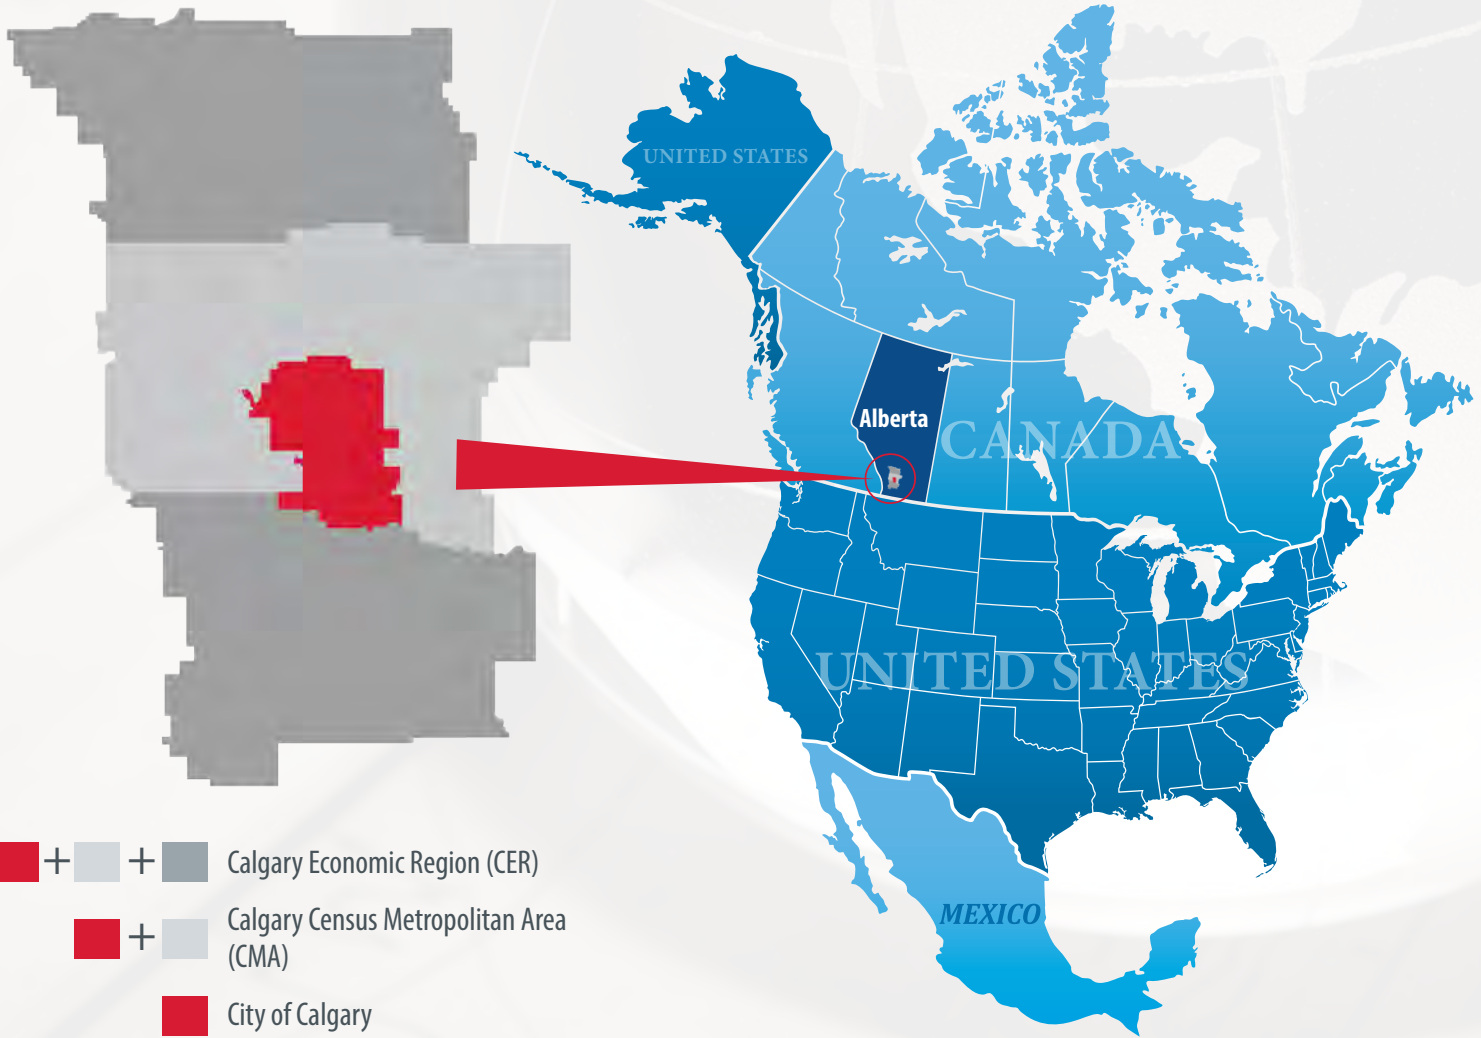 UNITED STATES
Alberta
CANADA
UNITED STATES
MEXICO
+ + Calgary Economic Region (CER)
+ Calgary Census Metropolitan Area
(CMA)
City of Calgary